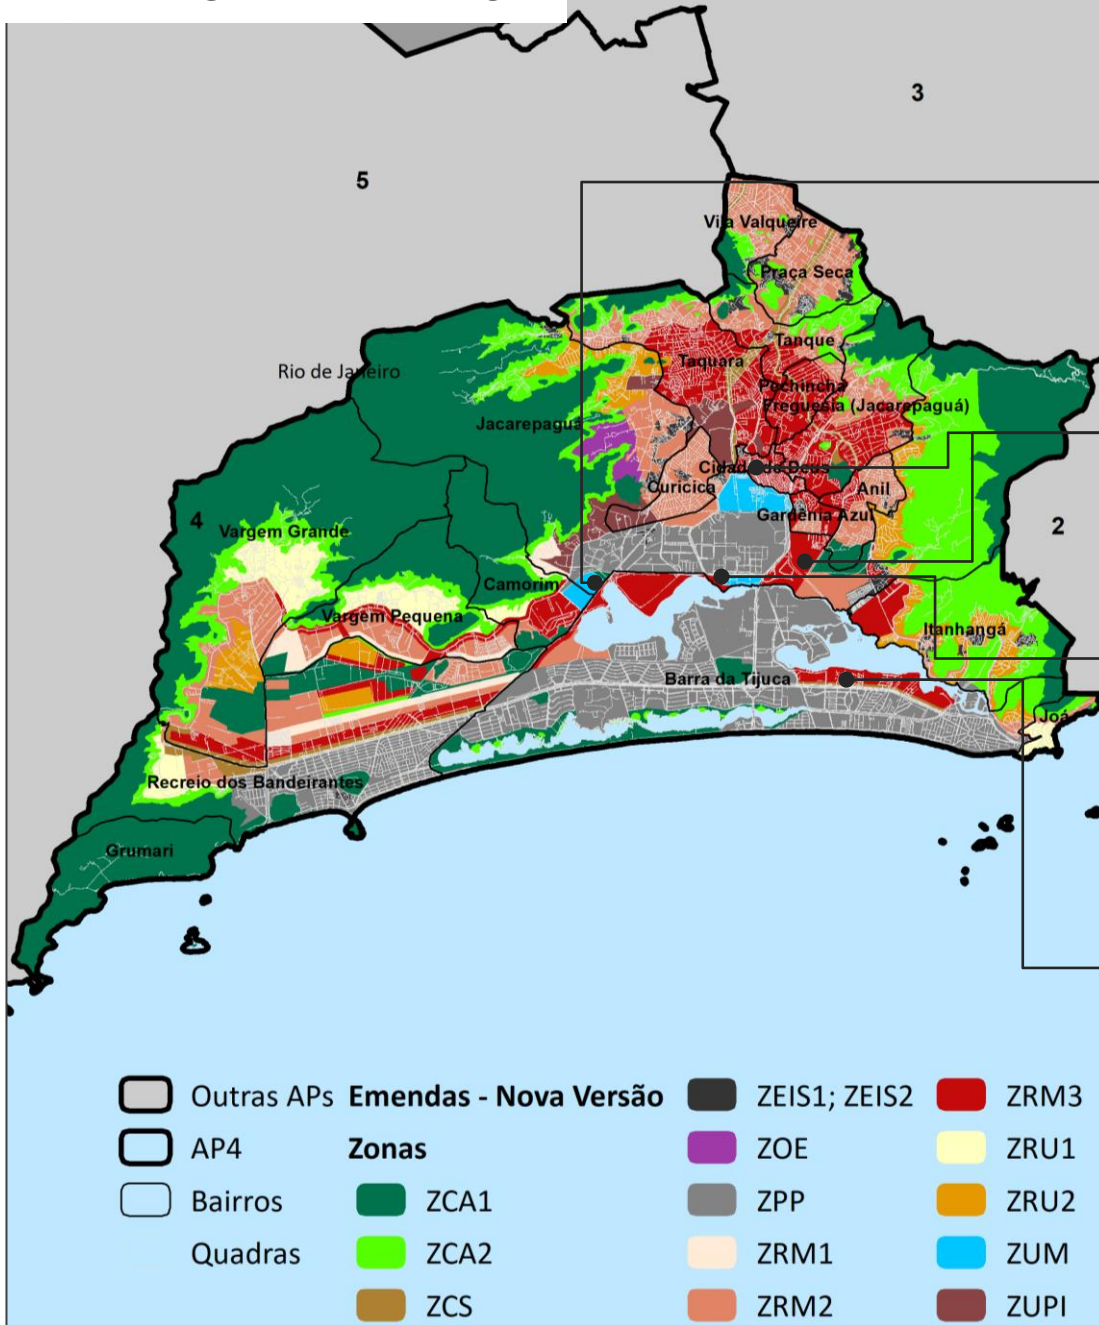 3
5
Vila Valqueire
Praça Seca
Tanque
Taquara
Rio de Janeiro
Pechincha
Freguesia (Jacarepaguá)
Jacarepaguá
Cidade de Deus
Curicica
Anil
Gardênia Azul
4
Vargem Grande
2
Camorim
Vargem Pequena
Itanhangá
Barra da Tijuca
Joá
Recreio dos Bandeirantes
Grumari
Outras APs
AP4
Bairros
Quadras
Emendas - Nova Versão
Zonas
ZCA1
ZCA2
ZCS
ZEIS1; ZEIS2
ZOE
ZPP
ZRM1
ZRM2
ZRM3
ZRU1
ZRU2
ZUM
ZUPI